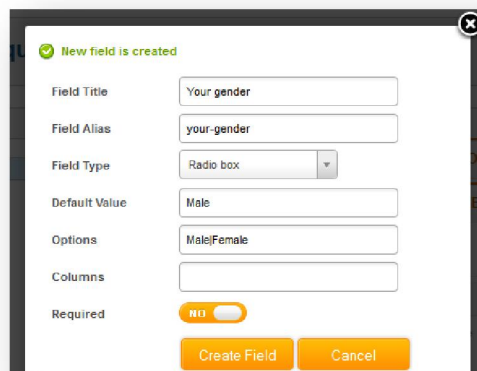 New field is created
Field Title Your gender
Field Alias your-gender
Field Type Radio box
Default Value Male
Options Male|Female
Columns
Required NO
Create Field Cancel